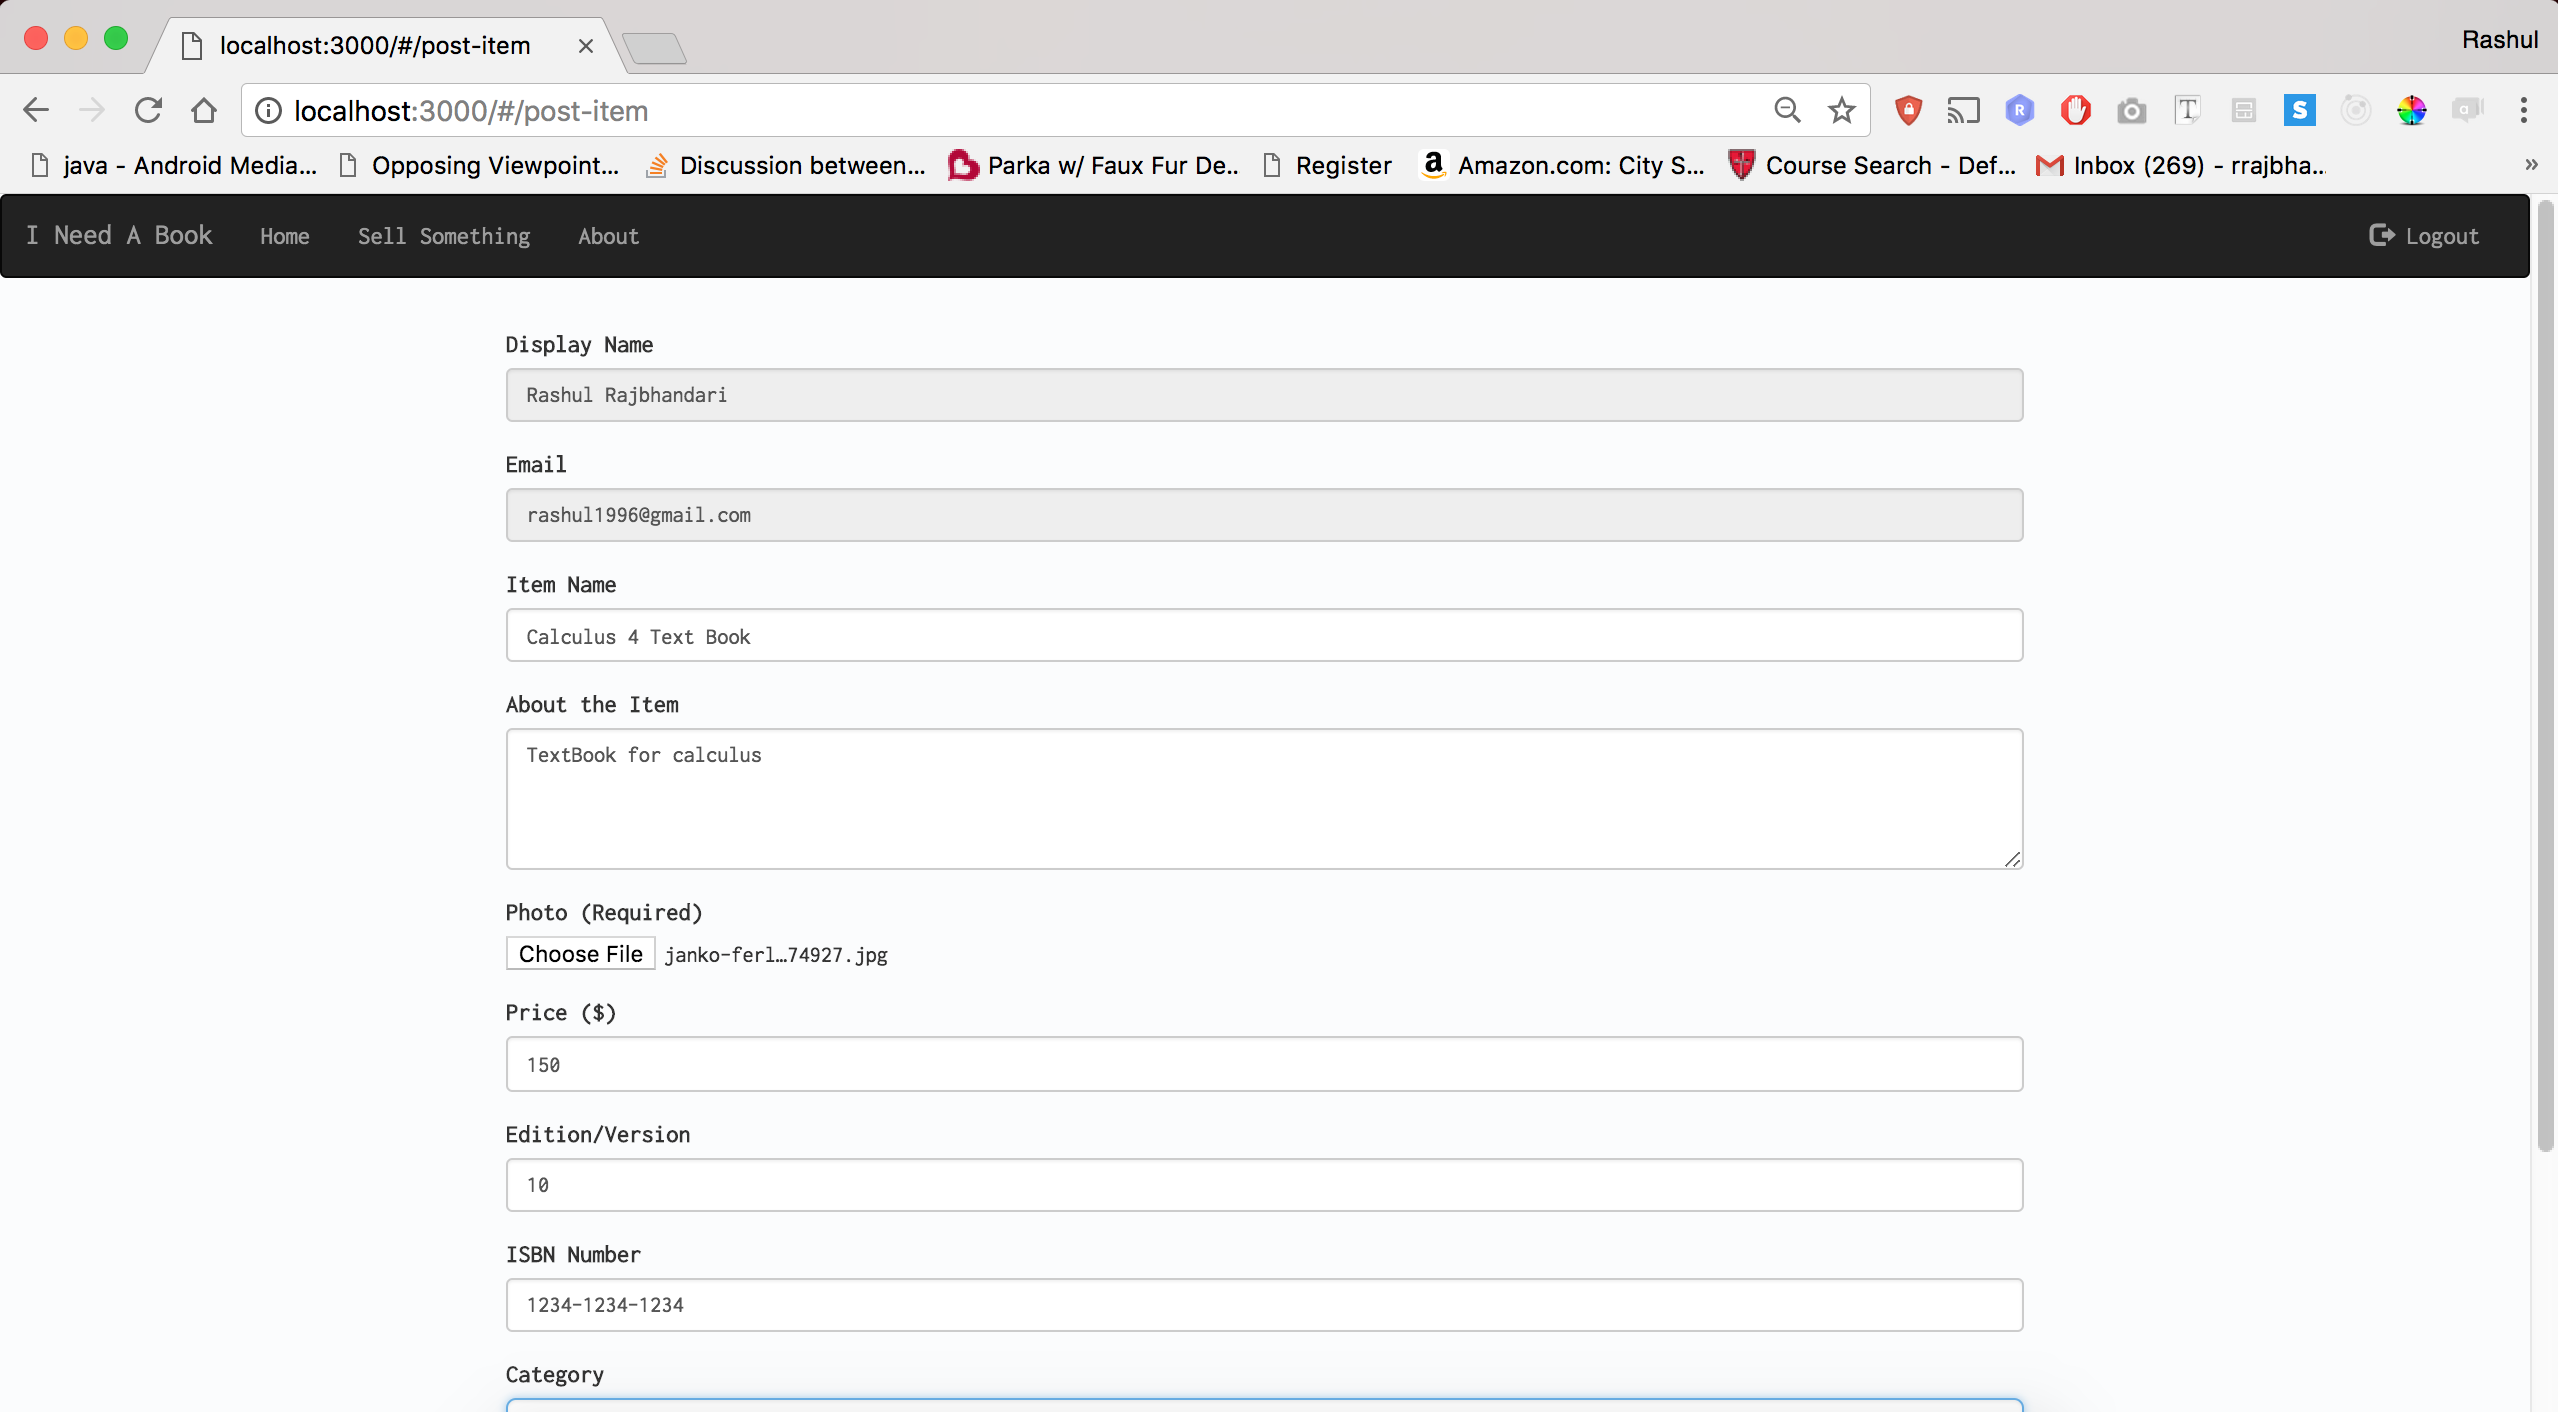 localhost:3000/#/post-item
Rashul
localhost:3000/#/post-item
java - Android Media... Opposing Viewpoint... Discussion between... Parka w/ Faux Fur De.. Register Amazon.com: City S... Course Search - Def... Inbox (269) - rrajbha... »
I Need A Book Home Sell Something About Logout
Display Name
Rashul Rajbhandari
Email
rashul1996@gmail.com
Item Name
Calculus 4 Text Book
About the Item
TextBook for calculus
Photo (Required)
Choose File janko-ferl…74927.jpg
Price ($)
150
Edition/Version
10
ISBN Number
1234-1234-1234
Category